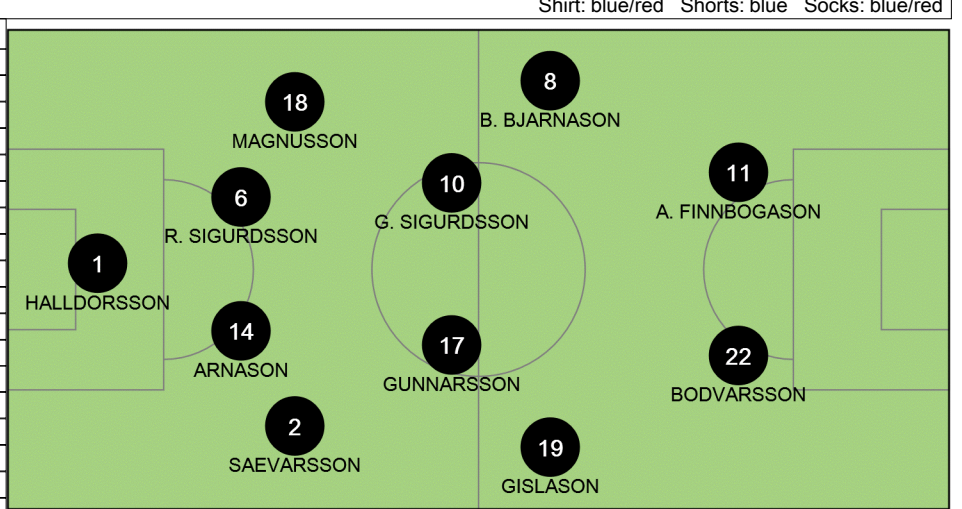 Shirt: blue/red Shorts: blue Socks: blue/red
8
B. BJARNASON
18
MAGNUSSON
11
A. FINNBOGASON
10
G. SIGURDSSON
6
R. SIGURDSSON
1
HALLDORSSON
14
ARNASON
17
GUNNARSSON
22
BODVARSSON
2
SAEVARSSON
19
GISLASON